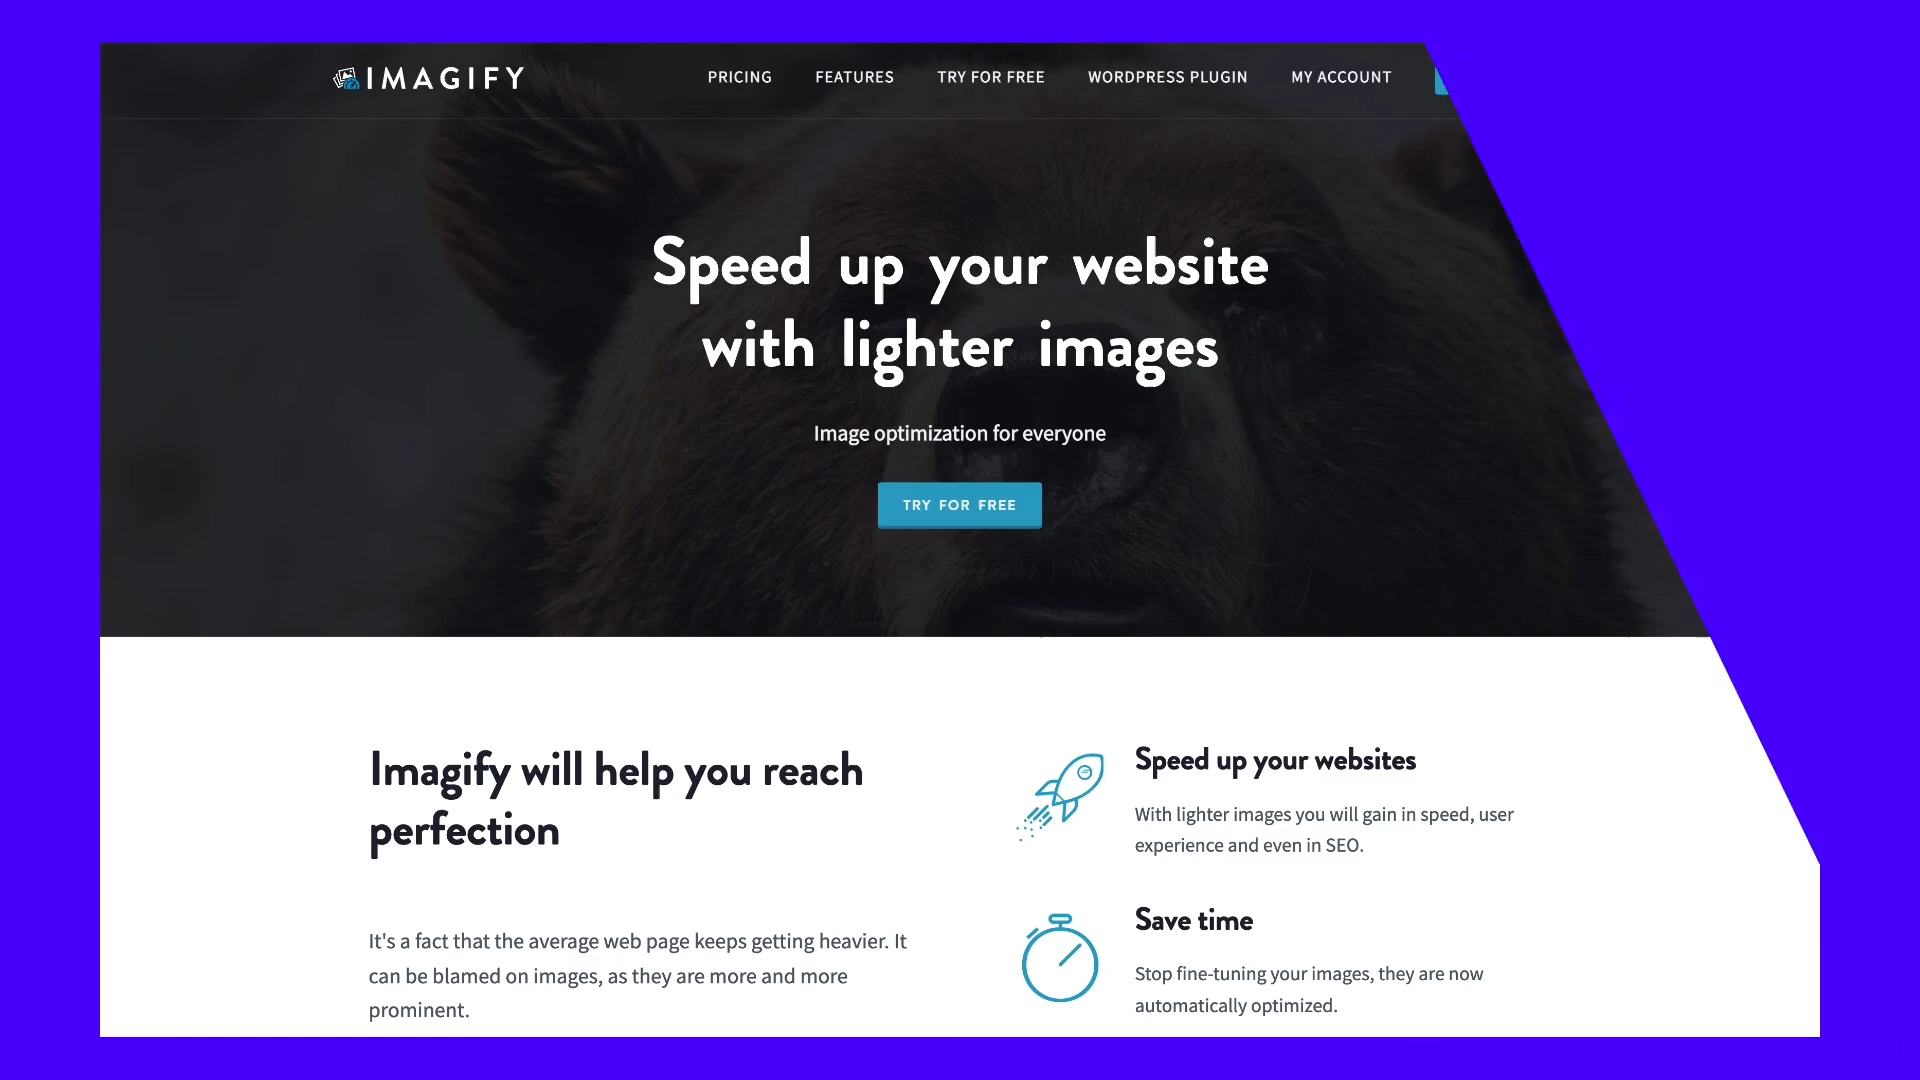 IMAGIFY
PRICING FEATURES TRY FOR FREE WORDPRESS PLUGIN MY ACCOUNT
Speed up your website
with lighter images
Image optimization for everyone
TRY FOR FREE
Imagify will help you reach
perfection
It's a fact that the average web page keeps getting heavier. It
can be blamed on images, as they are more and more
prominent.
Speed up your websites
With lighter images you will gain in speed, user
experience and even in SEO.
Save time
Stop fine-tuning your images, they are now
automatically optimized.